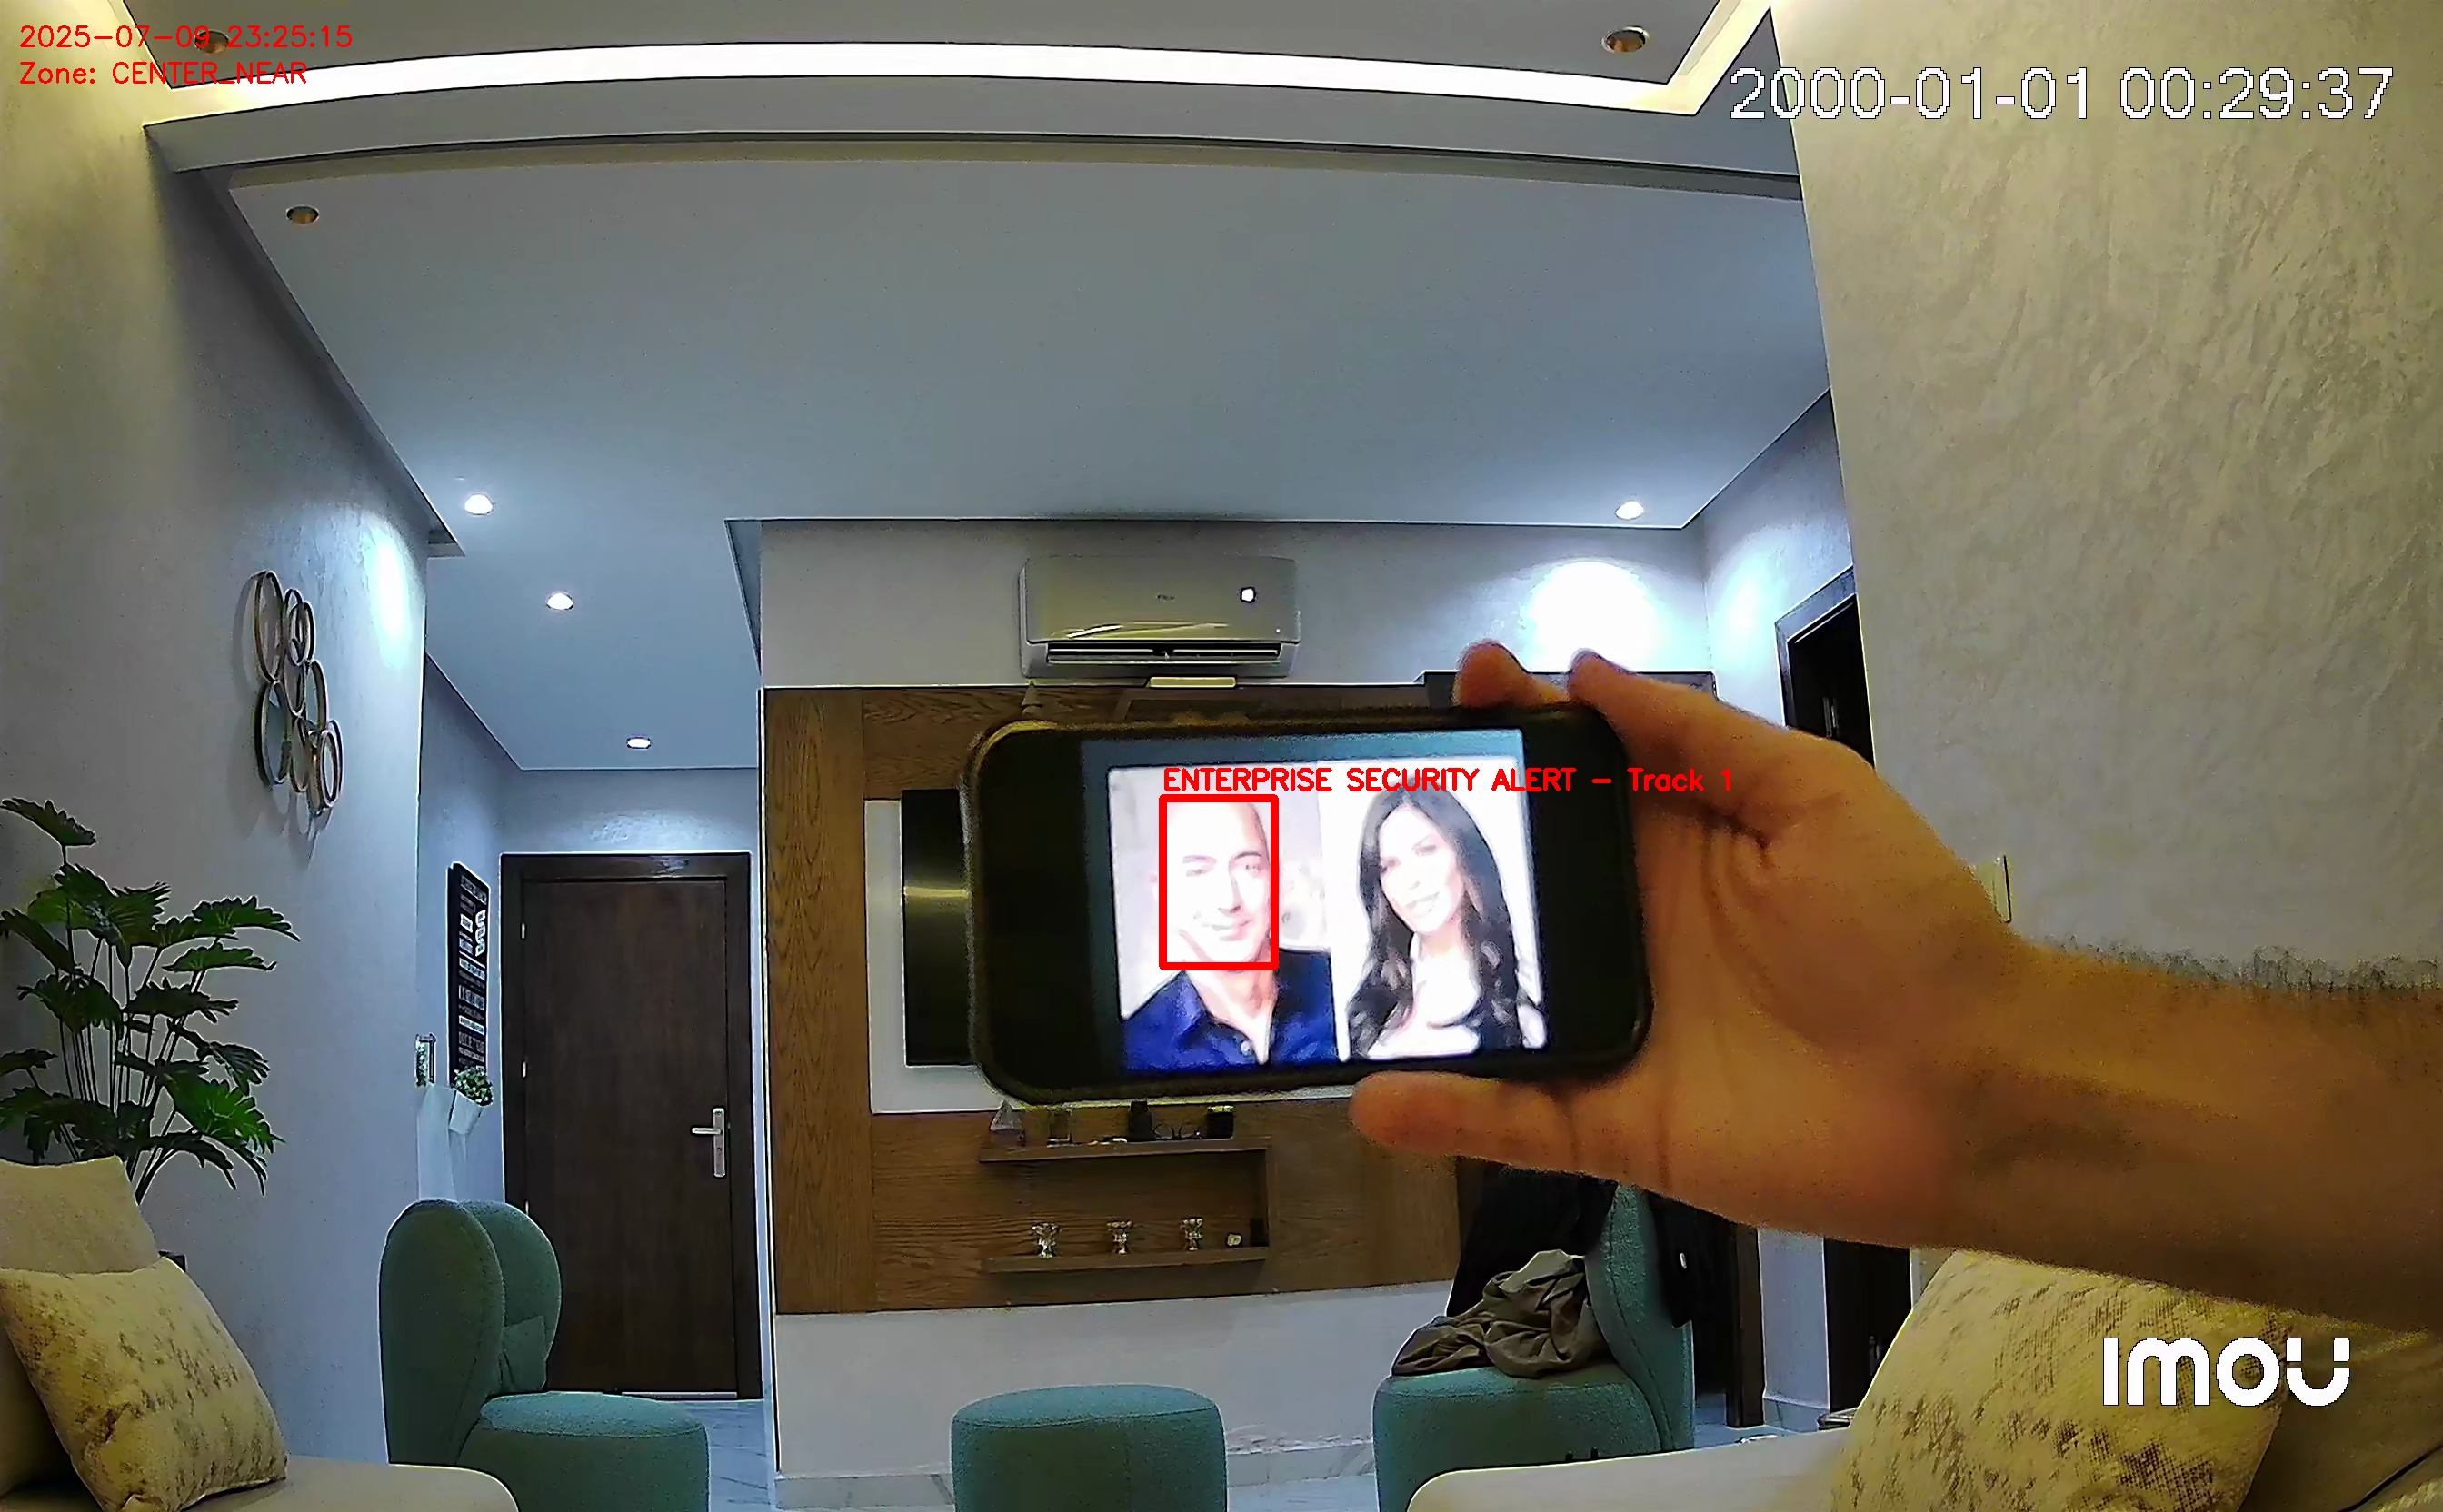 2025-07-09 23:25:15
Zone: CENTER_NEAR
2000-01-01 00:29:37
ENTERPRISE SECURITY ALERT - Track 1
imou